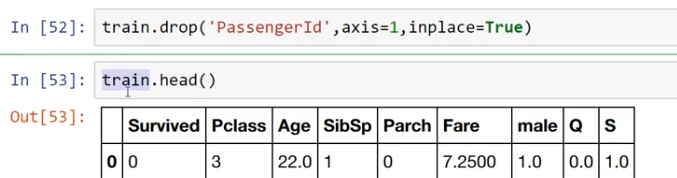 In [52]: train.drop('PassengerId',axis=1,inplace=True)
In [53]: train.head()
Out[53]:
Survived Pclass Age SibSp Parch Fare male Q S
0 0 3 22.0 1 0 7.2500 1.0 0.0 1.0